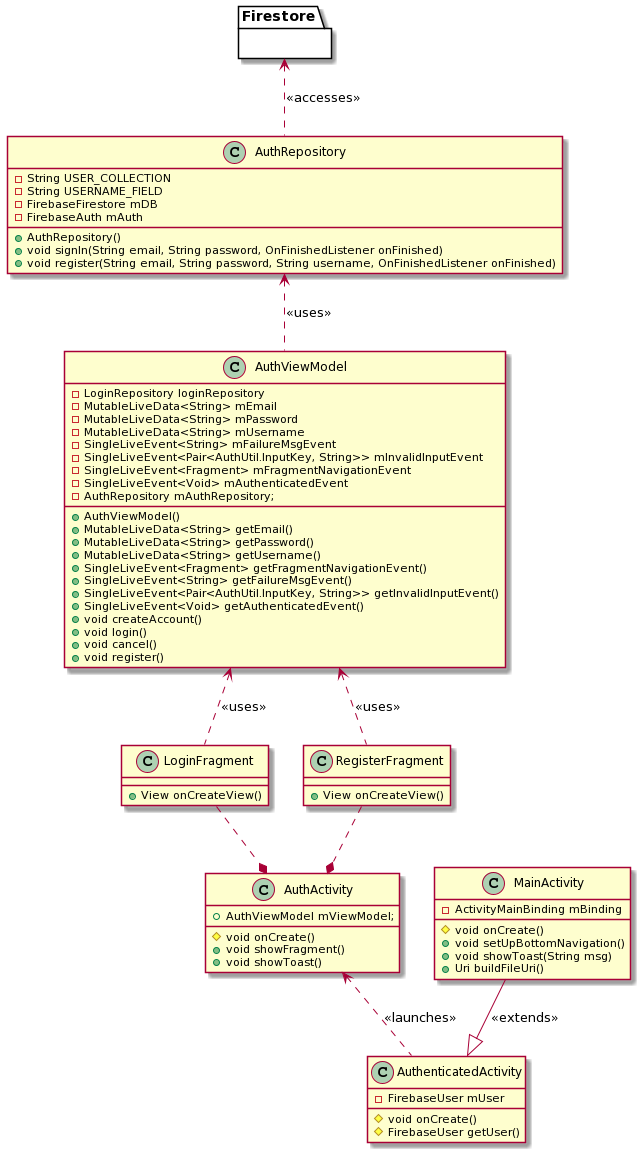 Firestore
«accesses»
C AuthRepository
String USER_COLLECTION
String USERNAME_FIELD
FirebaseFirestore mDB
FirebaseAuth mAuth
AuthRepository()
void signIn(String email, String password, OnFinishedListener onFinished)
void register(String email, String password, String username, OnFinishedListener onFinished)
«uses»
C AuthViewModel
LoginRepository loginRepository
MutableLiveData<String> mEmail
MutableLiveData<String> mPassword
MutableLiveData<String> mUsername
SingleLiveEvent<String> mFailureMsgEvent
SingleLiveEvent<Pair<AuthUtil.InputKey, String>> mInvalidInputEvent
SingleLiveEvent<Fragment> mFragmentNavigationEvent
SingleLiveEvent<Void> mAuthenticatedEvent
AuthRepository mAuthRepository;
AuthViewModel()
MutableLiveData<String> getEmail()
MutableLiveData<String> getPassword()
MutableLiveData<String> getUsername()
SingleLiveEvent<Fragment> getFragmentNavigationEvent()
SingleLiveEvent<String> getFailureMsgEvent()
SingleLiveEvent<Pair<AuthUtil.InputKey, String>> getInvalidInputEvent()
SingleLiveEvent<Void> getAuthenticatedEvent()
void createAccount()
void login()
void cancel()
void register()
«uses»
«uses»
C LoginFragment
View onCreateView()
C RegisterFragment
View onCreateView()
C AuthActivity
AuthViewModel mViewModel;
void onCreate()
void showFragment()
void showToast()
C MainActivity
ActivityMainBinding mBinding
void onCreate()
void setUpBottomNavigation()
void showToast(String msg)
Uri buildFileUri()
«launches»
«extends»
C AuthenticatedActivity
FirebaseUser mUser
void onCreate()
FirebaseUser getUser()